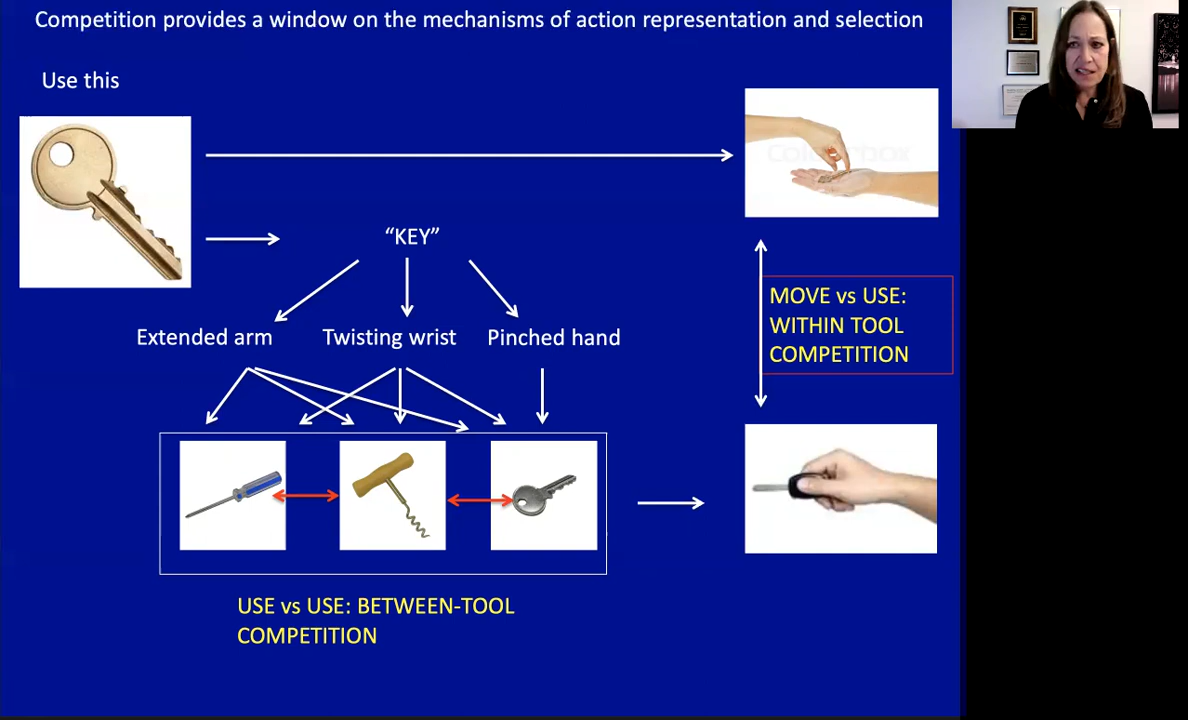 Competition provides a window on the mechanisms of action representation and selection
Use this
“KEY”
Extended arm
Twisting wrist
Pinched hand
MOVE vs USE:
WITHIN TOOL
COMPETITION
USE vs USE: BETWEEN-TOOL
COMPETITION